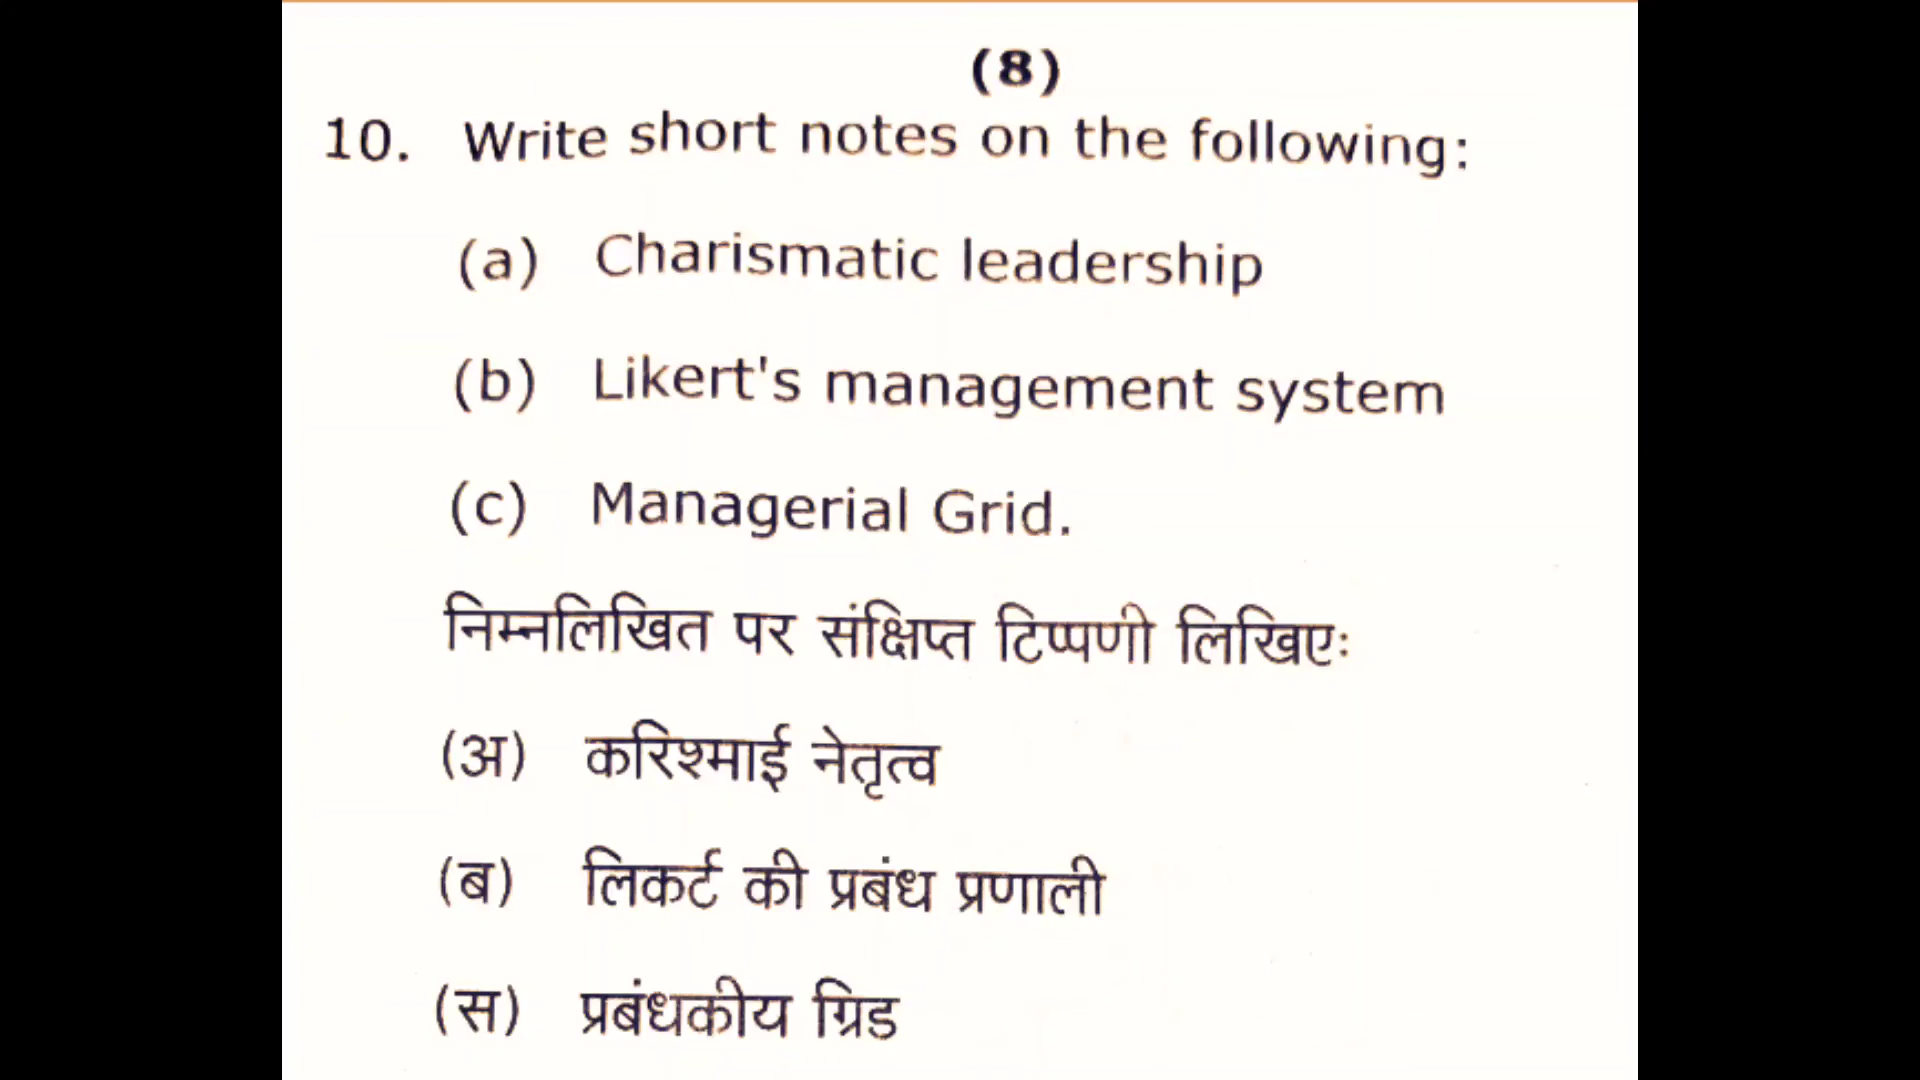 (8)
10. Write short notes on the following:
(a) Charismatic leadership
(b) Likert's management system
(c) Managerial Grid.
निम्नलिखित पर संक्षिप्त टिप्पणी लिखिएः
(अ) करिश्माई नेतृत्व
(ब) लिकर्ट की प्रबंध प्रणाली
(स) प्रबंधकीय ग्रिड